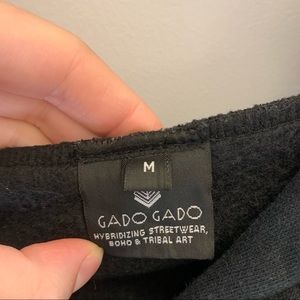 M
GADO GADO
HYBRIDIZING STREETWEAR,
BOHO & TRIBAL ART